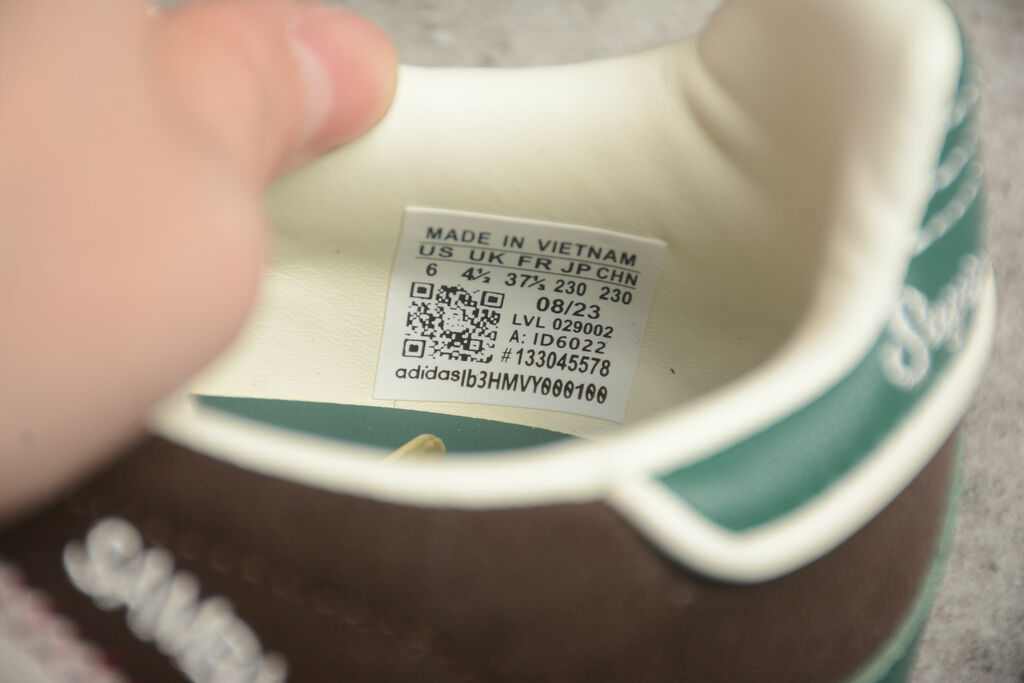 MADE IN VIETNAM
US UK FR JP CHN
6 4½ 37⅓ 230 230
08/23
LVL 029002
A: ID6022
#133045578
adidas|b3HMVY000100